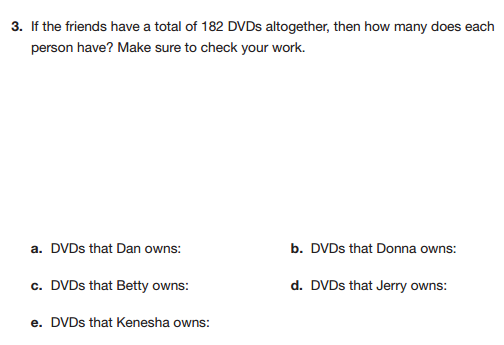 3. If the friends have a total of 182 DVDs altogether, then how many does each
person have? Make sure to check your work.
a. DVDs that Dan owns:
b. DVDs that Donna owns:
c. DVDs that Betty owns:
d. DVDs that Jerry owns:
e. DVDs that Kenesha owns: